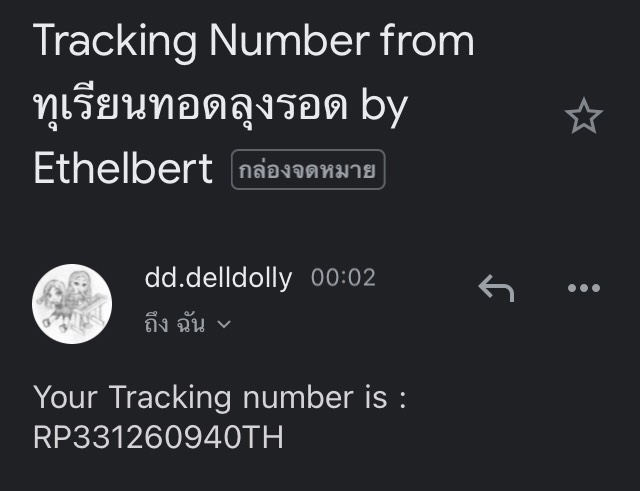 Tracking Number from
ทุเรียนทอดลุงรอด by
Ethelbert กล่องจดหมาย
dd.delldolly 00:02
ถึง ฉัน
Your Tracking number is :
RP331260940TH